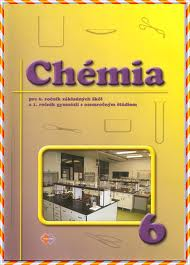 Chémia
pre 6. ročník základných škôl
a 1. ročník gymnázií s osemročným štúdiom
6